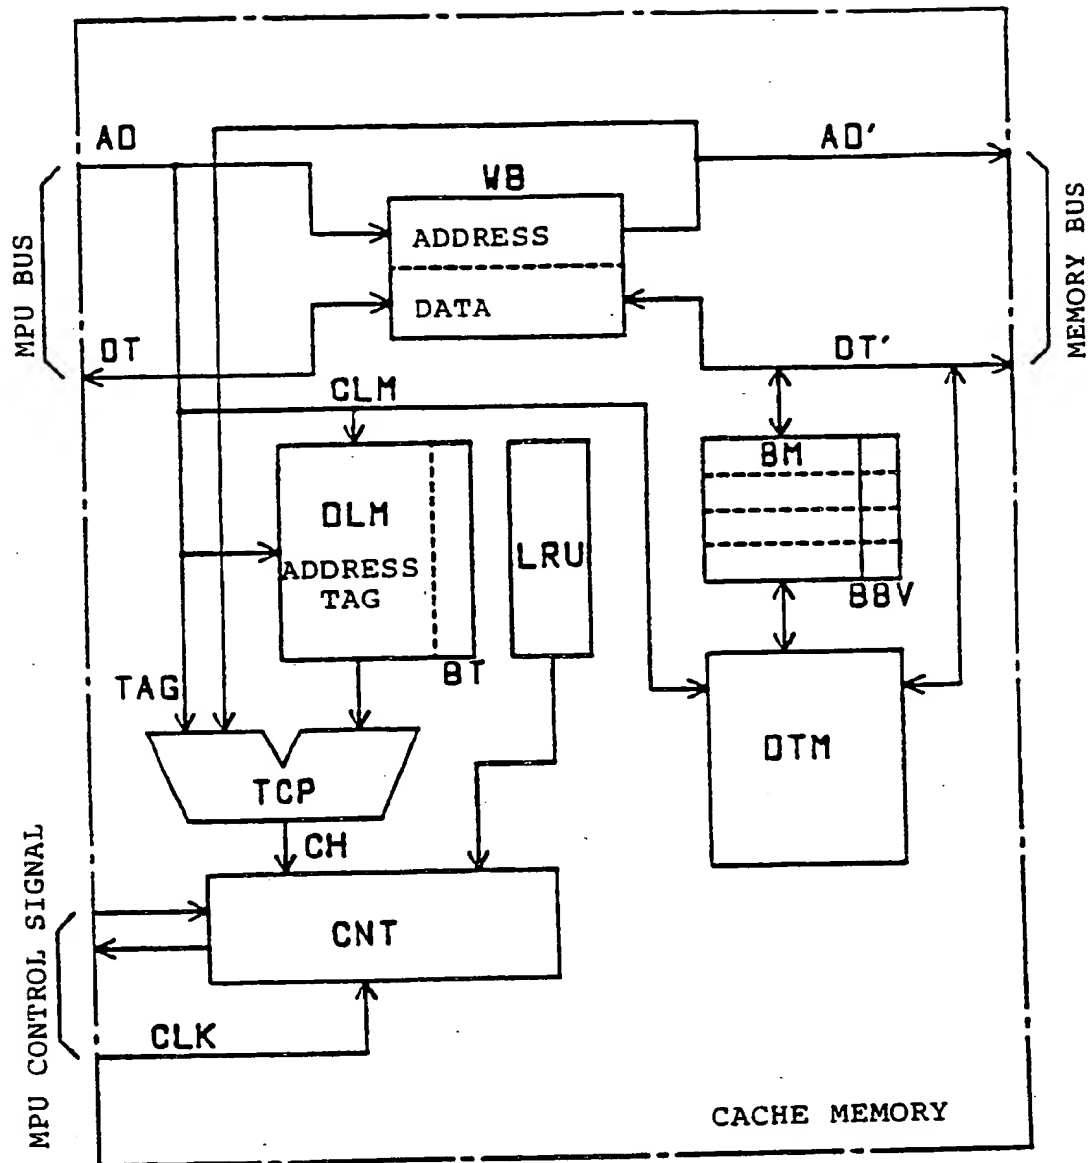 AD
AD'
WB
ADDRESS
DATA
MPU BUS
MEMORY BUS
DT
DT'
CLM
BM
DLM
ADDRESS
TAG
LRU
BBV
BT
TAG
DTM
TCP
CH
CNT
MPU CONTROL SIGNAL
CLK
CACHE MEMORY